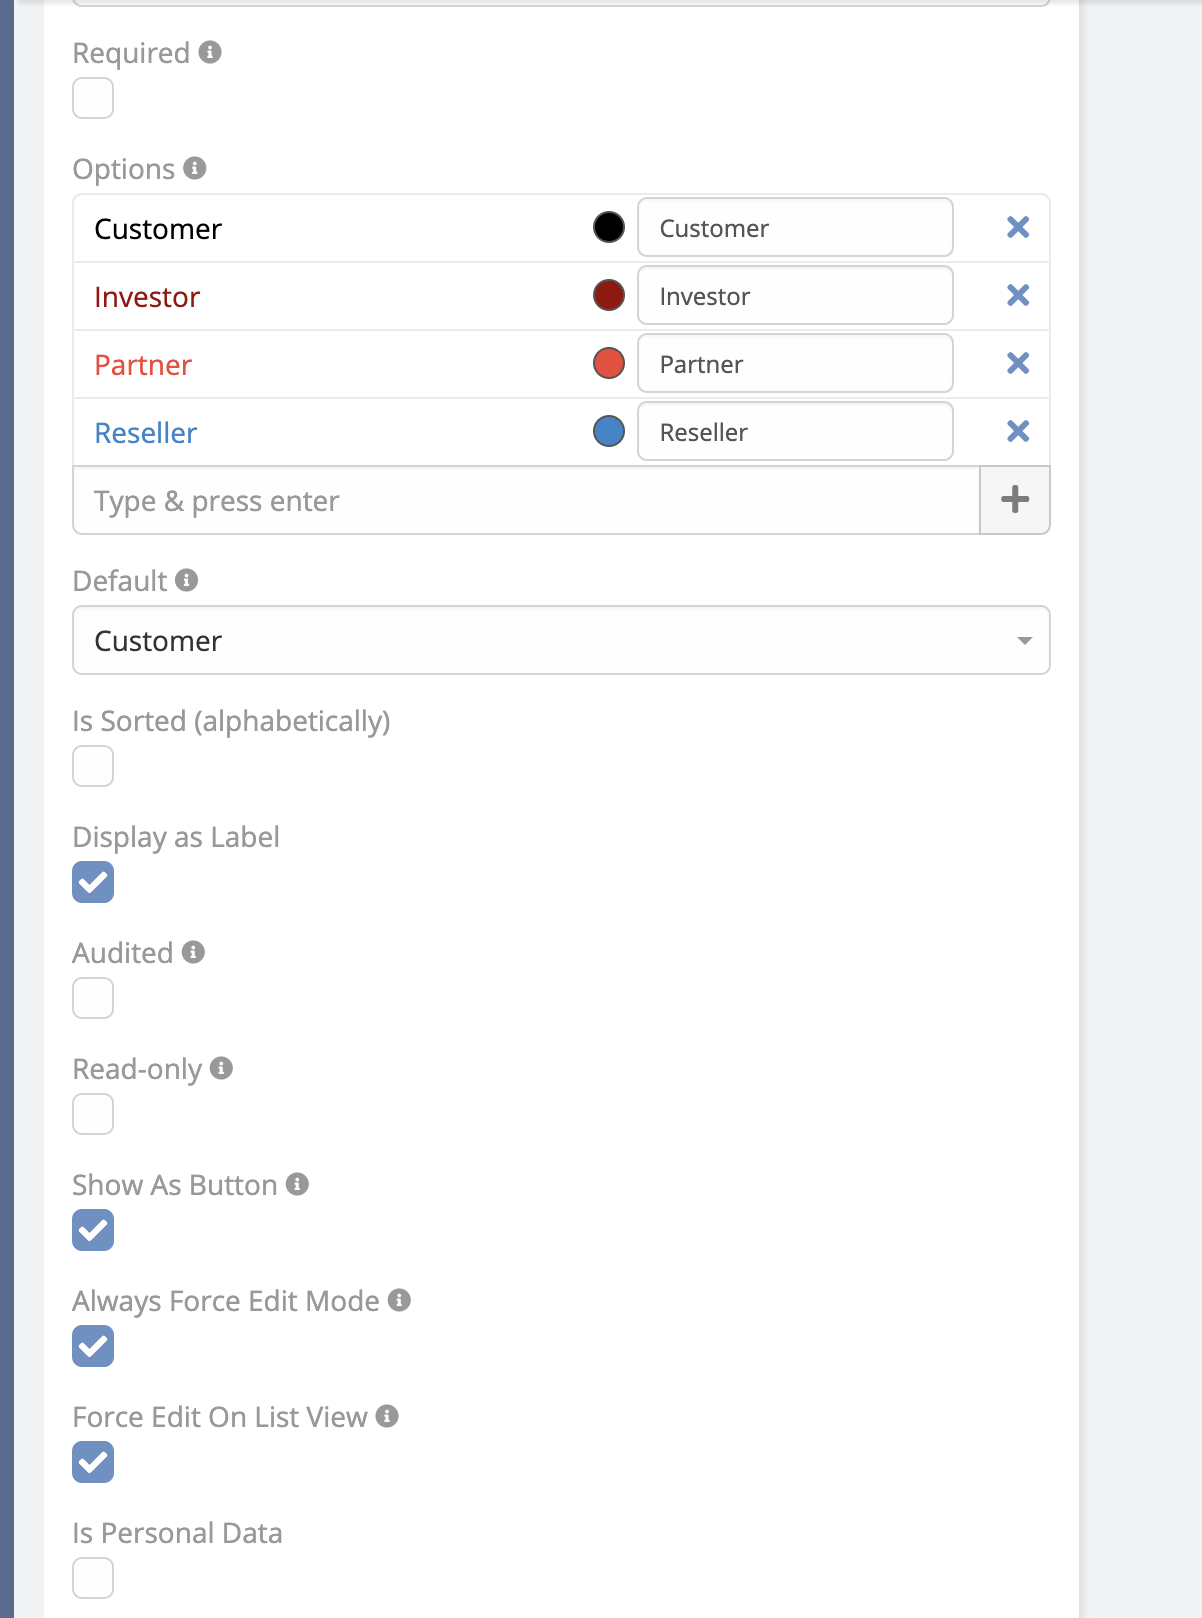 Required
Options
Customer Customer
Investor Investor
Partner Partner
Reseller Reseller
Type & press enter
Default
Customer
Is Sorted (alphabetically)
Display as Label
Audited
Read-only
Show As Button
Always Force Edit Mode
Force Edit On List View
Is Personal Data